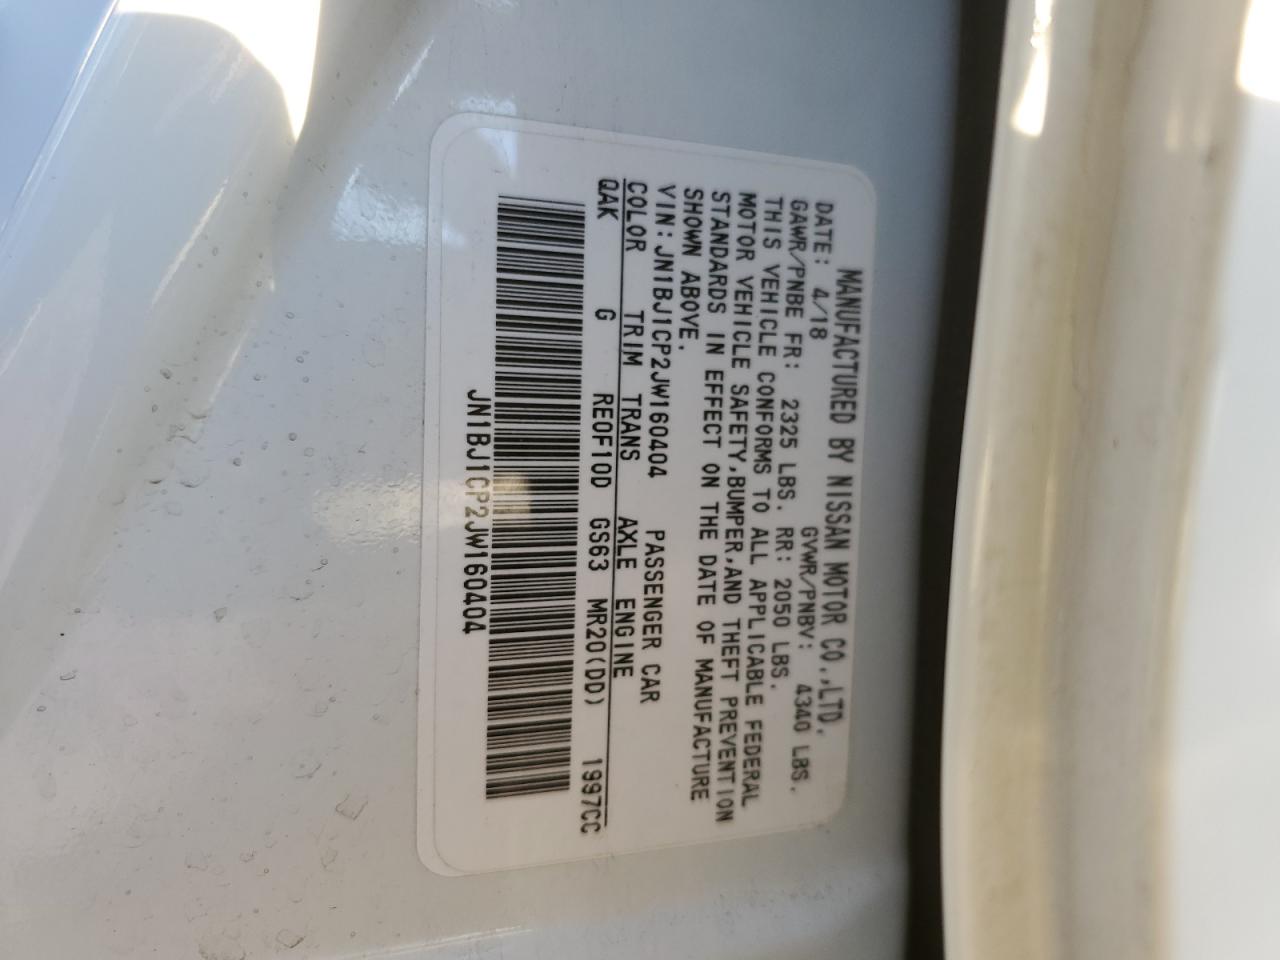 MANUFACTURED BY NISSAN MOTOR CO.,LTD.
DATE: 4/18 GVWR/PNBV: 4340 LBS.
GAWR/PNBE FR: 2325 LBS. RR: 2050 LBS.
THIS VEHICLE CONFORMS TO ALL APPLICABLE FEDERAL
MOTOR VEHICLE SAFETY,BUMPER,AND THEFT PREVENTION
STANDARDS IN EFFECT ON THE DATE OF MANUFACTURE
SHOWN ABOVE.
VIN:JN1BJ1CP2JW160404 PASSENGER CAR
COLOR TRIM TRANS AXLE ENGINE
QAK G REOF10D GS63 MR20(DD) 1997CC
JN1BJ1CP2JW160404